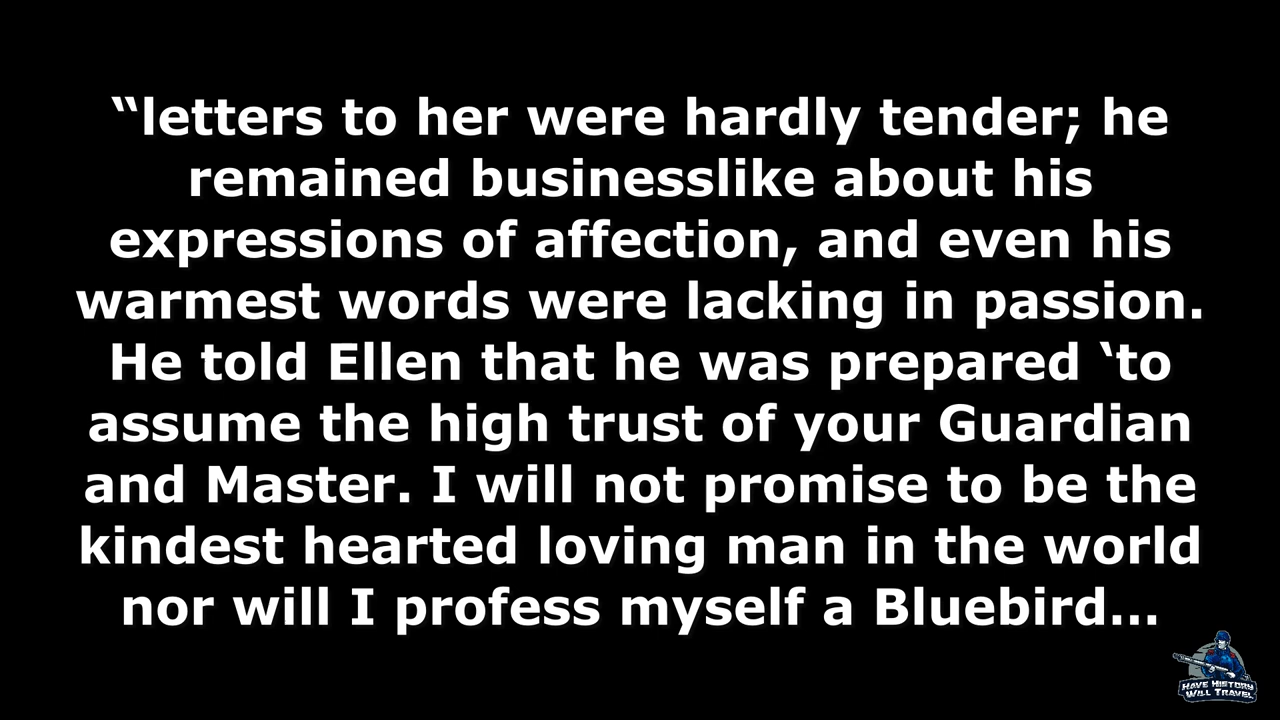 “letters to her were hardly tender; he
remained businesslike about his
expressions of affection, and even his
warmest words were lacking in passion.
He told Ellen that he was prepared ‘to
assume the high trust of your Guardian
and Master. I will not promise to be the
kindest hearted loving man in the world
nor will I profess myself a Bluebird...
Have History
Will Travel